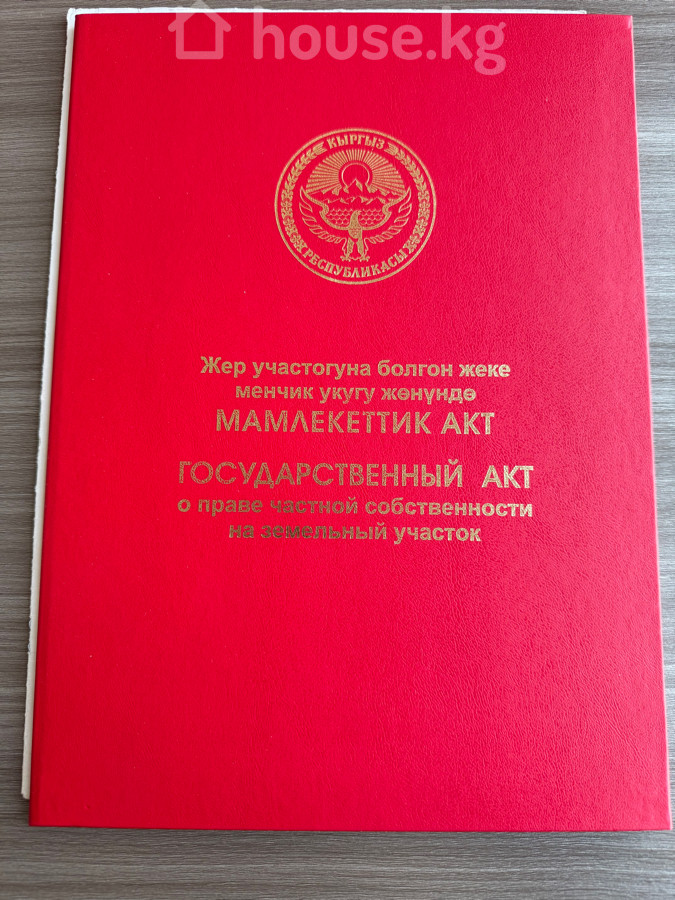 house.kg
КЫРГЫЗ
РЕСПУБЛИКАСЫ
Жер участогуна болгон жеке
менчик укугу жөнүндө
МАМЛЕКЕТТИК АКТ
ГОСУДАРСТВЕННЫЙ АКТ
о праве частной собственности
на земельный участок